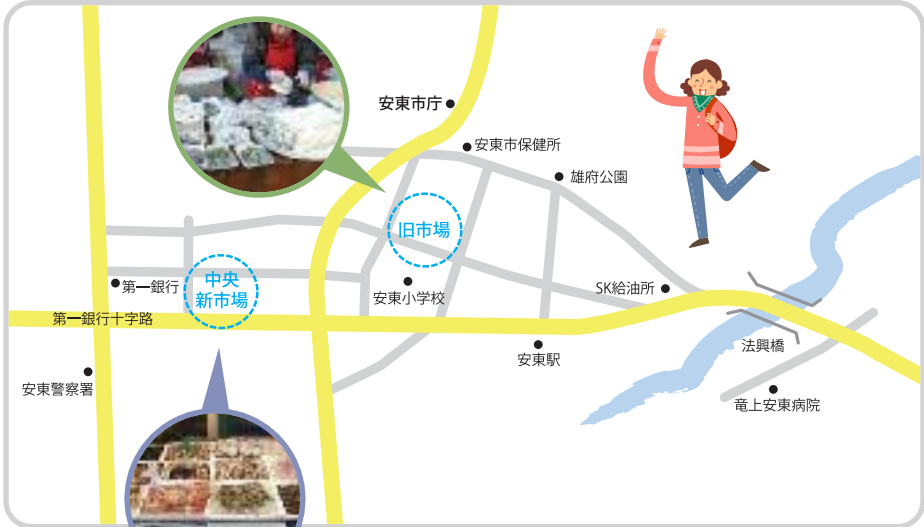 安東市庁
安東市保健所
雄府公園
旧市場
中央
新市場
第一銀行
安東小学校
SK給油所
第一銀行十字路
安東駅
法興橋
安東警察署
竜上安東病院